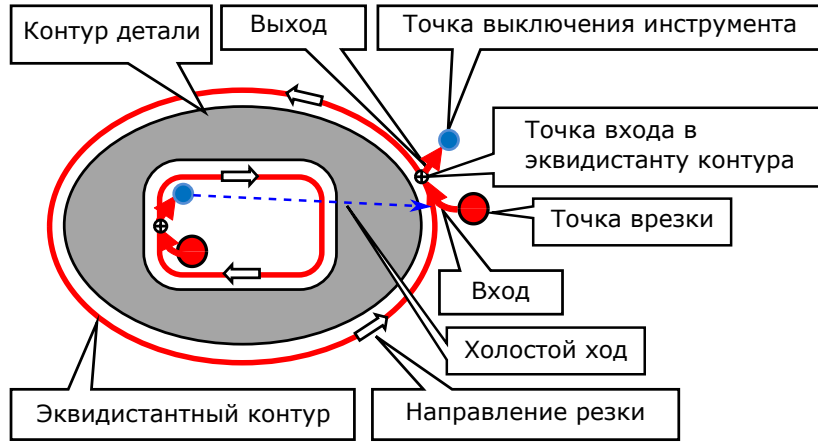 Контур детали
Выход
Точка выключения инструмента
Точка входа в
эквидистанту контура
Точка врезки
Вход
Холостой ход
Эквидистантный контур
Направление резки